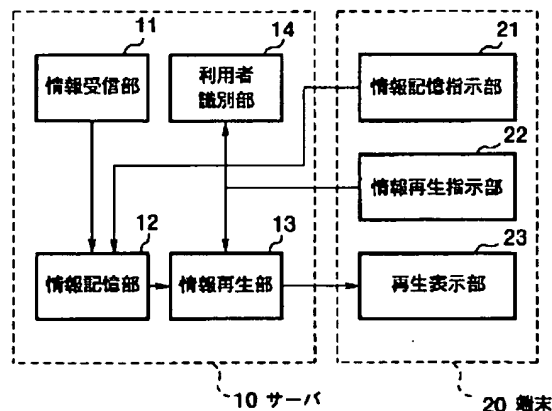 11
情報受信部
14
利用者
識別部
21
情報記憶指示部
22
情報再生指示部
12
情報記憶部
13
情報再生部
23
再生表示部
10 サーバ
20 端末